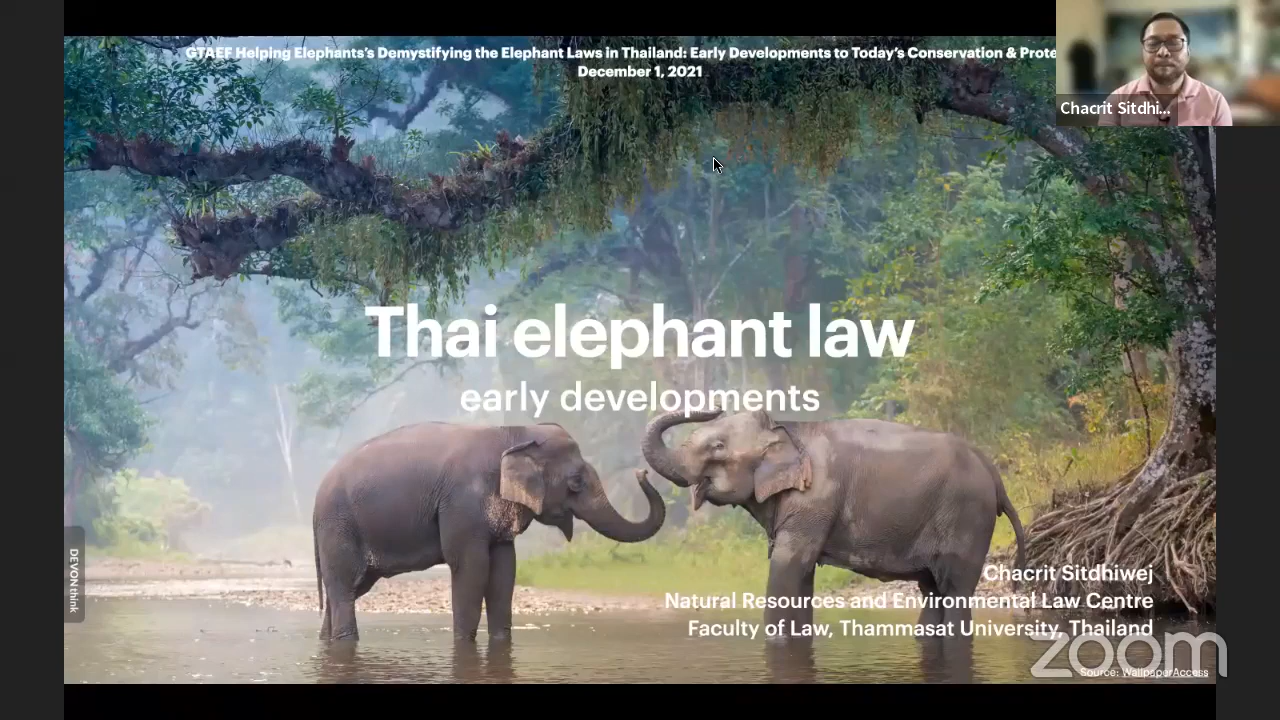 GTAEF Helping Elephants's Demystifying the Elephant Laws in Thailand: Early Developments to Today's Conservation & Prote
December 1, 2021
Chacrit Sitdhi...
Thai elephant law
early developments
DEVONthink
Chacrit Sitdhiwej
Natural Resources and Environmental Law Centre
Faculty of Law, Thammasat University, Thailand
zoom
Source: WallpaperAccess